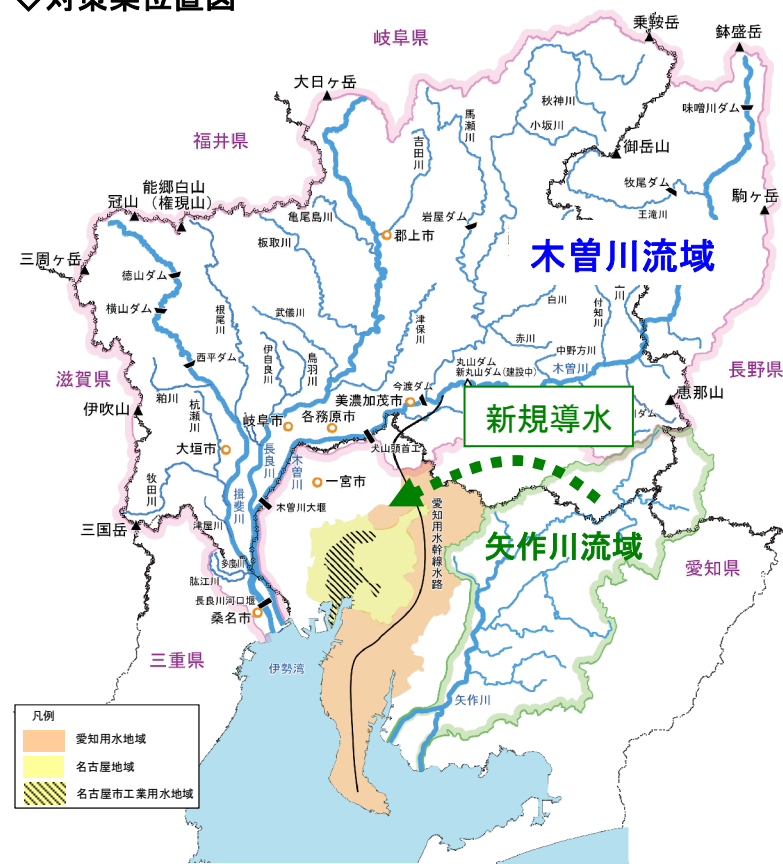 ◇対策案位置図
岐阜県
乗鞍岳
鉢盛岳
大日ヶ岳
秋神川
小坂川
馬瀬川
味噌川ダム
福井県
吉田川
御岳山
牧尾ダム
能郷白山
(権現山)
冠山
亀尾島川
岩屋ダム
王滝川
駒ヶ岳
郡上市
板取川
木曽川流域
三周ヶ岳
徳山ダム
横山ダム
根尾川
武儀川
津保川
白川
付知川
赤川
伊自良川
鳥羽川
中野方川
西平ダム
丸山ダム
新丸山ダム(建設中)
木曽川
長野県
滋賀県
粕川
杭瀬川
今渡ダム
美濃加茂市
恵那山
ダム
伊吹山
岐阜市
各務原市
新規導水
大垣市
長良川
木曽川
犬山頭首工
牧田川
揖斐川
一宮市
木曽川大堰
愛知用水幹線水路
三国岳
津屋川
矢作川流域
愛知県
多度川
肱江川
長良川河口堰
桑名市
三重県
伊勢湾
矢作川
凡例
愛知用水地域
名古屋地域
名古屋市工業用水地域